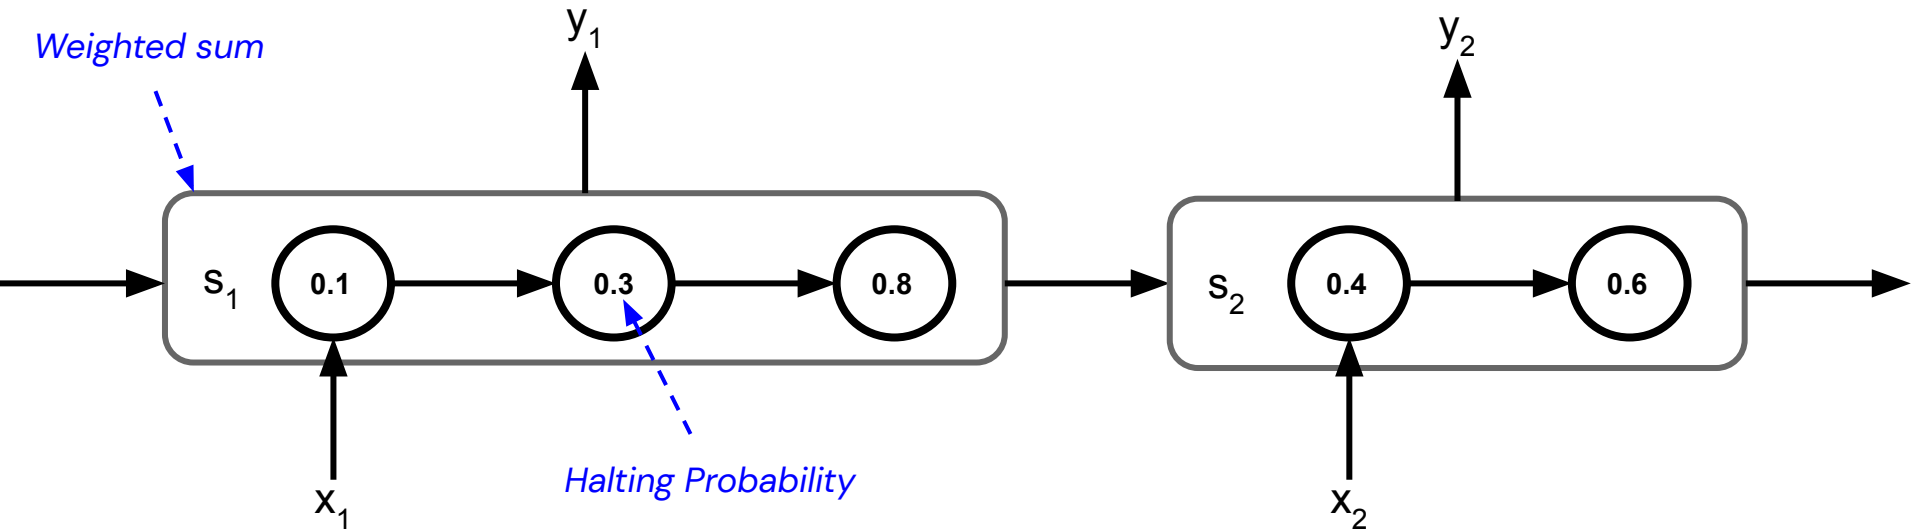 Weighted sum
y1
y2
s1
0.1
0.3
0.8
s2
0.4
0.6
Halting Probability
x1
x2